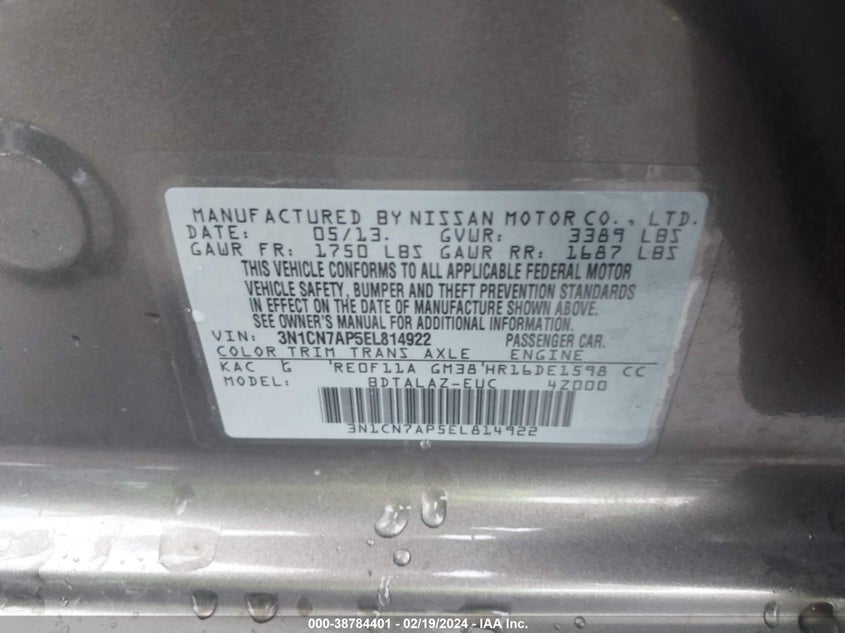 MANUFACTURED BY NISSAN MOTOR CO., LTD.
DATE: 05/13. GVWR: 3389 LBS
GAWR FR: 1750 LBS GAWR RR: 1687 LBS
THIS VEHICLE CONFORMS TO ALL APPLICABLE FEDERAL MOTOR
VEHICLE SAFETY, BUMPER AND THEFT PREVENTION STANDARDS
IN EFFECT ON THE DATE OF MANUFACTURE SHOWN ABOVE.
SEE OWNER'S MANUAL FOR ADDITIONAL INFORMATION.
VIN: 3N1CN7AP5EL814922 PASSENGER CAR.
COLOR TRIM TRANS AXLE ENGINE
KAC G 'RE0F11A GM38'HR16DE1598 CC
MODEL: BDTALAZ-EUC 4Z000
3N1CN7AP5EL814922
000-38784401 - 02/19/2024 - IAA Inc.